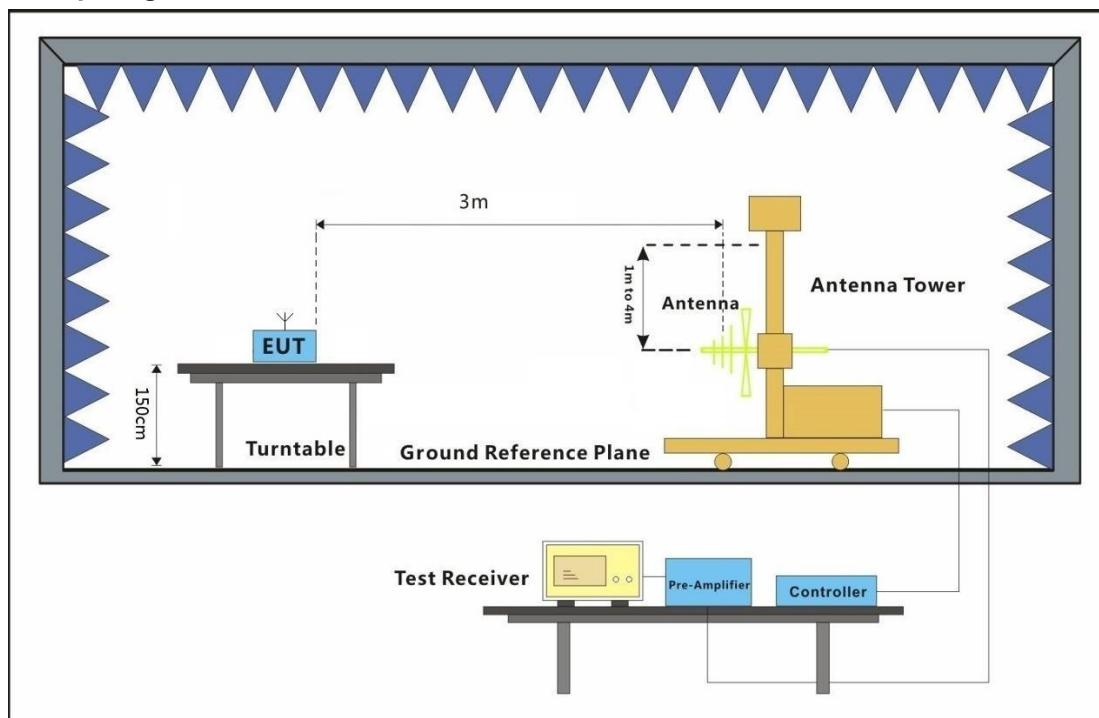 3m
1m to 4m
Antenna
Antenna Tower
EUT
150cm
Turntable
Ground Reference Plane
Test Receiver
Pre-Amplifier
Controller